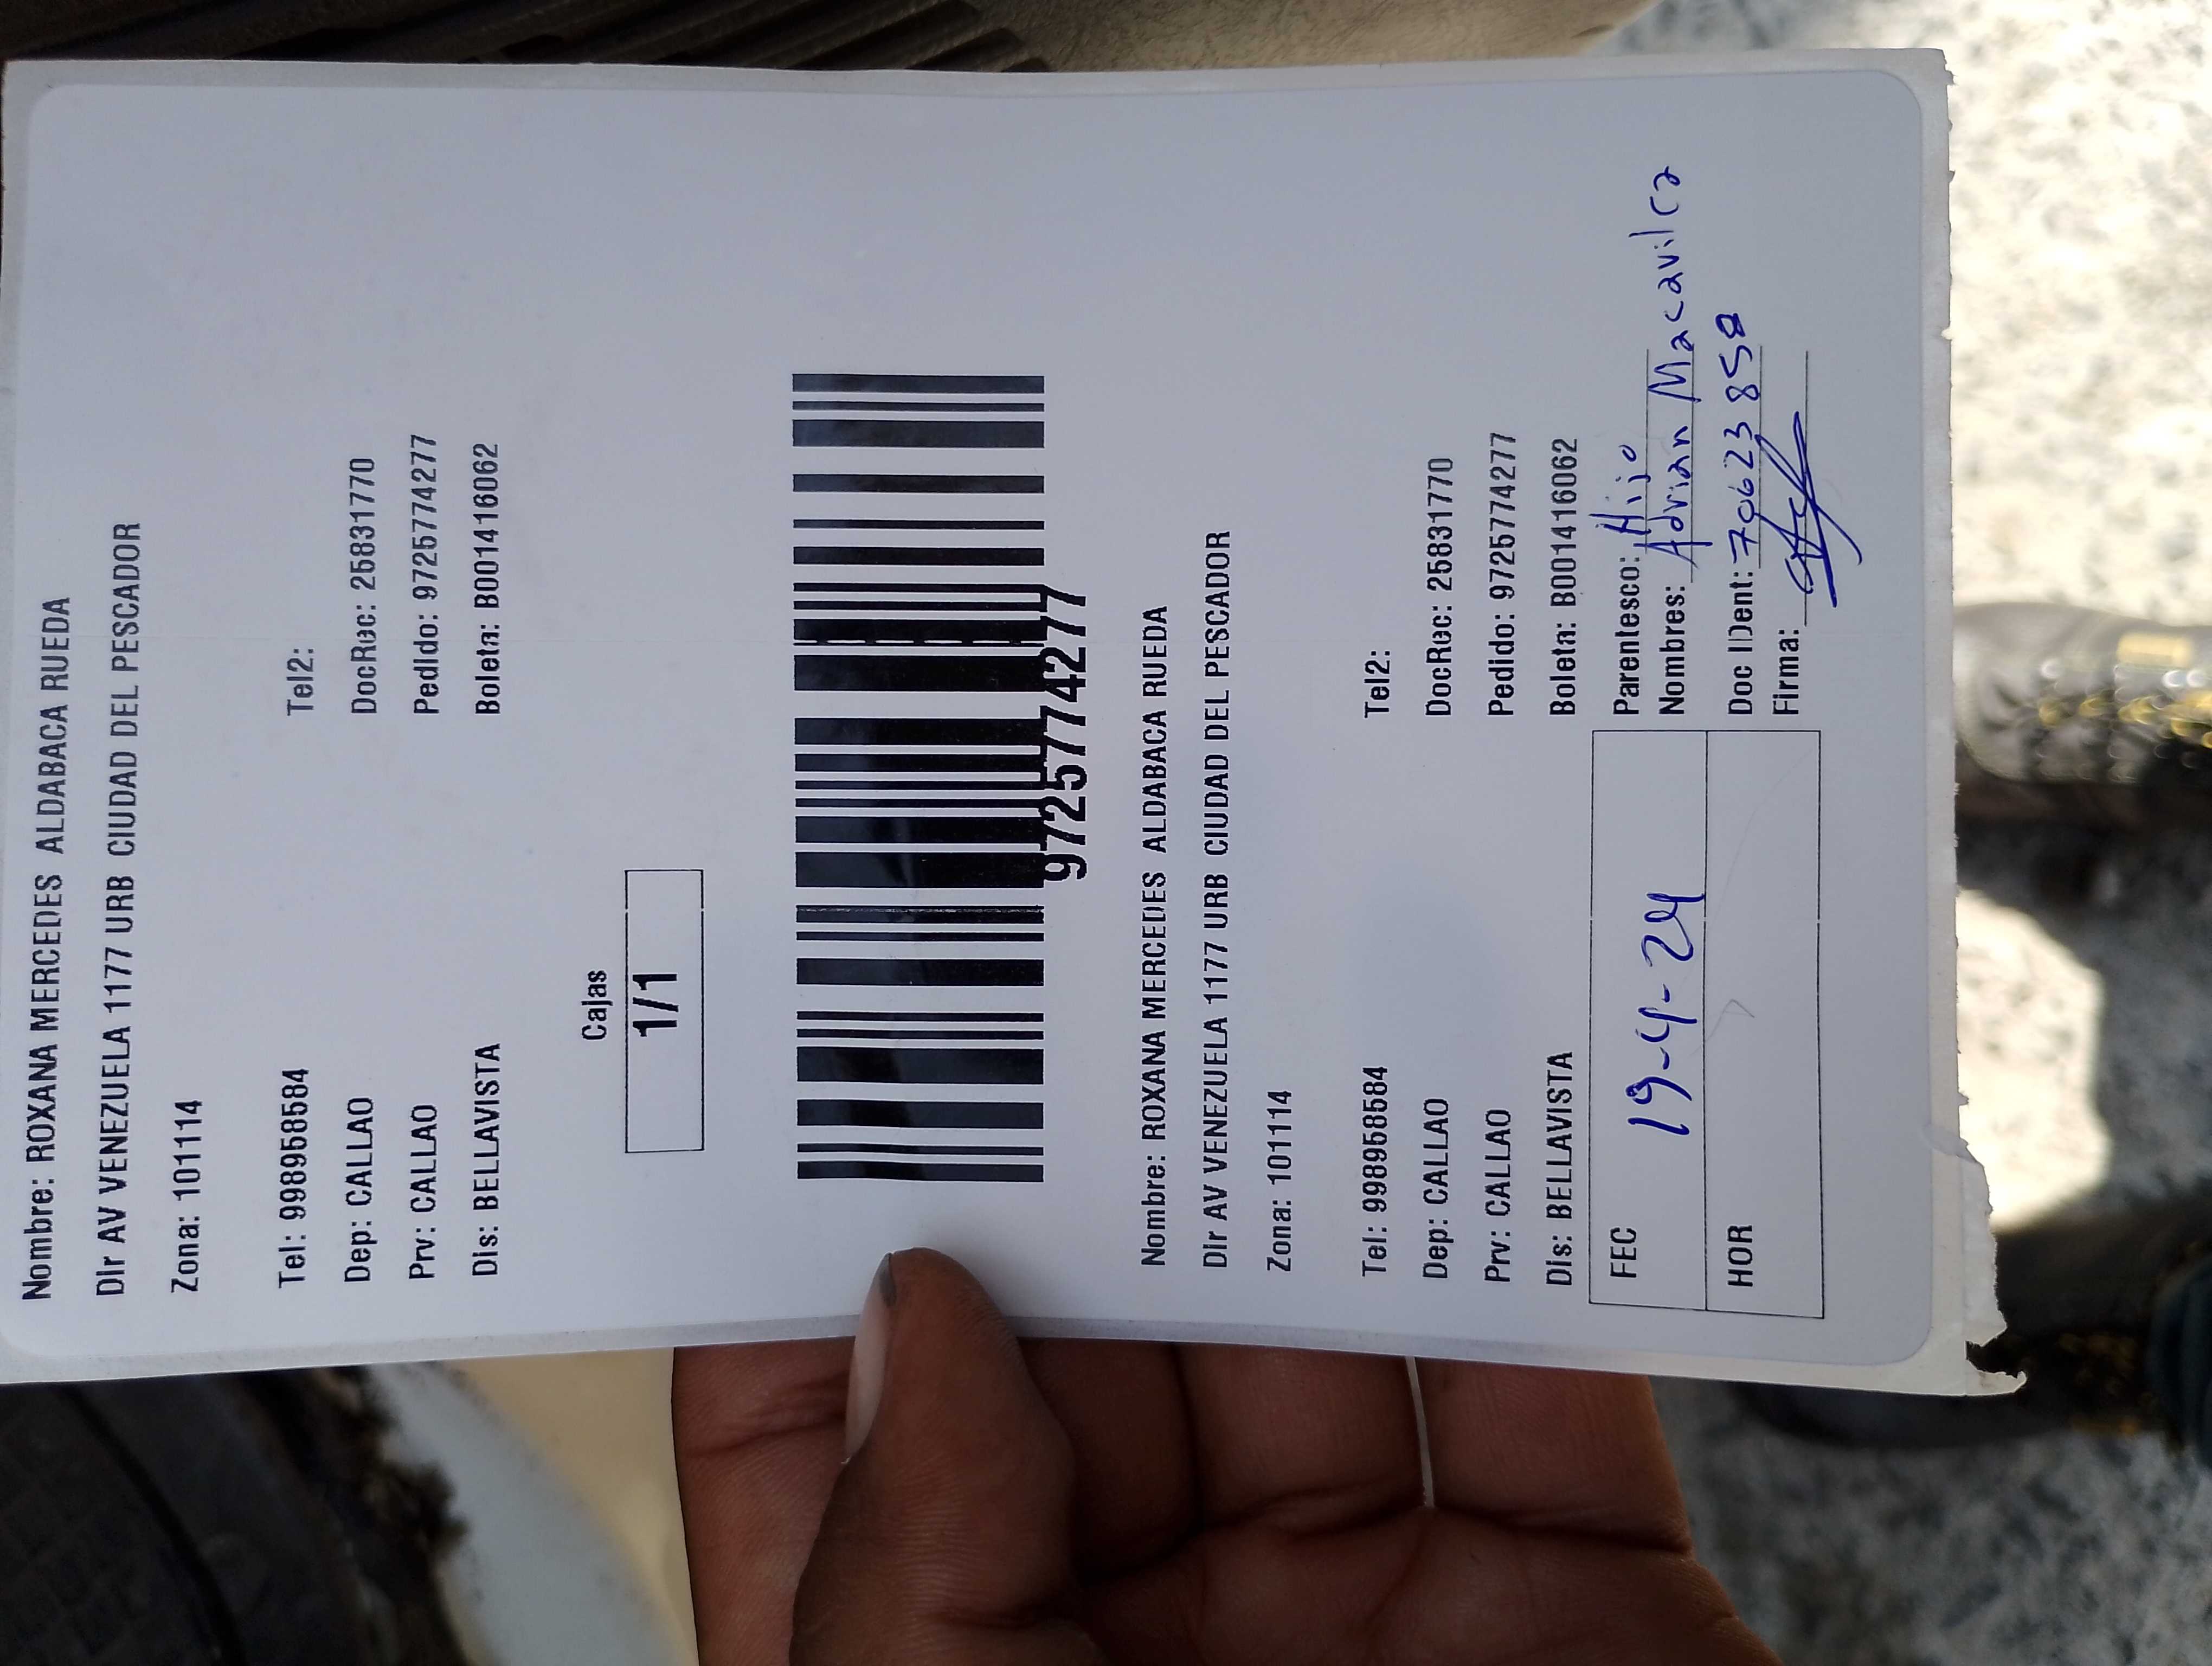 Nombre: ROXANA MERCEDES ALDABACA RUEDA
Dir AV VENEZUELA 1177 URB CIUDAD DEL PESCADOR
Zona: 101114
Tel: 998958584 Tel2:
Dep: CALLAO DocRec: 25831770
Prv: CALLAO Pedido: 9725774277
Dis: BELLAVISTA Boleta: B001416062
Cajas
1/1
9725774277
Nombre: ROXANA MERCEDES ALDABACA RUEDA
Dir AV VENEZUELA 1177 URB CIUDAD DEL PESCADOR
Zona: 101114
Tel: 998958584 Tel2:
Dep: CALLAO DocRec: 25831770
Prv: CALLAO Pedido: 9725774277
Dis: BELLAVISTA Boleta: B001416062
FEC 19-4-24 Parentesco: Hijo
Nombres: Adrian Macavilca
HOR Doc IDent: 70623858
Firma: